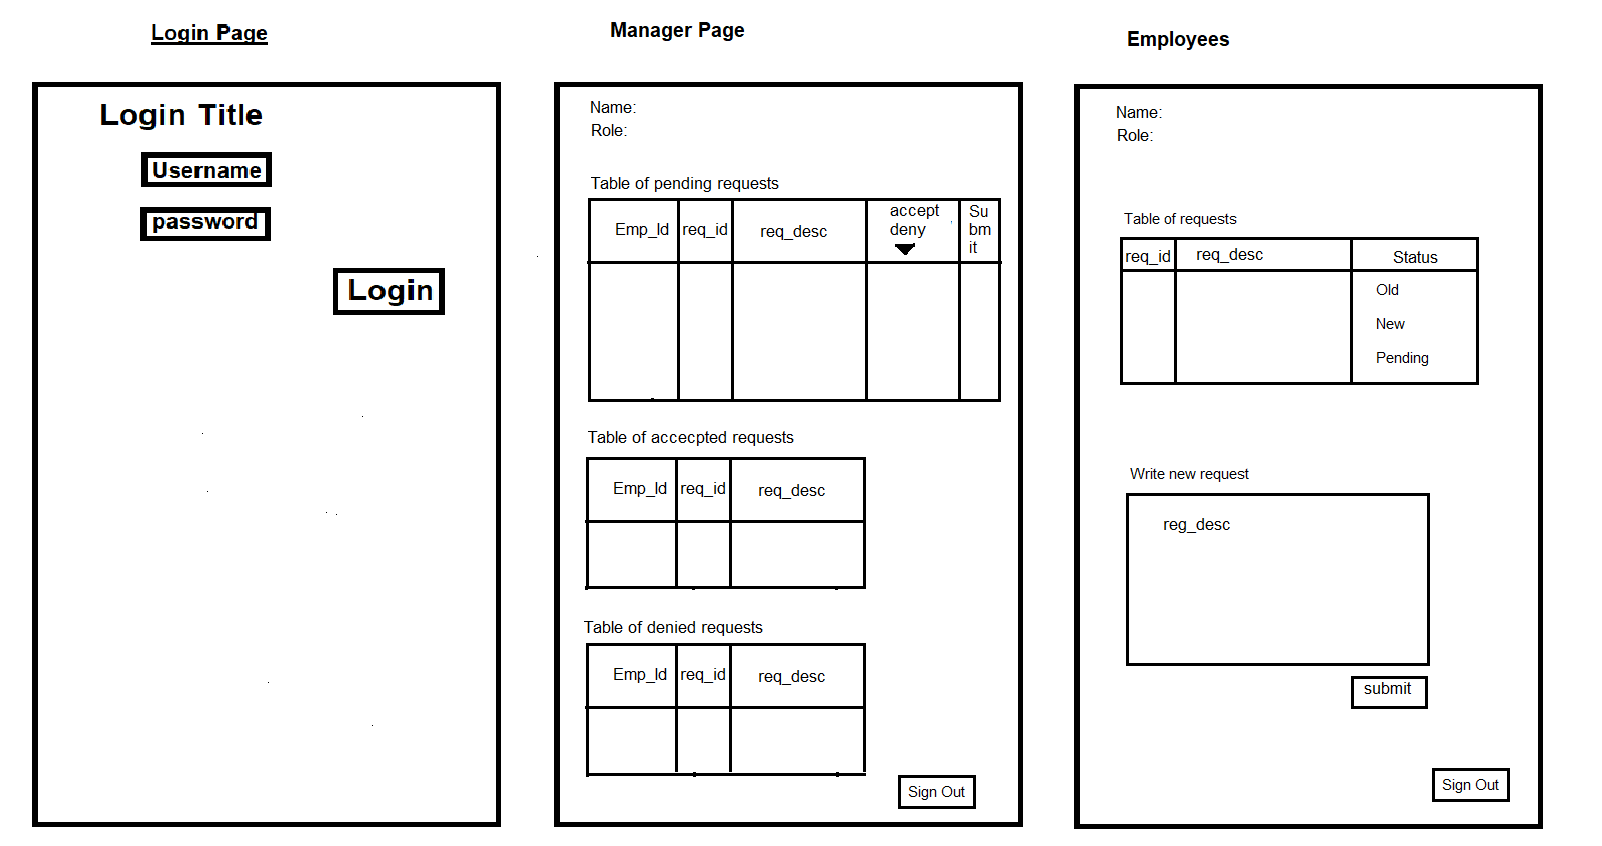 Login Page
Login Title
Username
password
Login
Manager Page
Name:
Role:
Table of pending requests
Emp_Id
req_id
req_desc
accept
deny
Su
bm
it
Table of accecpted requests
Emp_Id
req_id
req_desc
Table of denied requests
Emp_Id
req_id
req_desc
Sign Out
Employees
Name:
Role:
Table of requests
req_id
req_desc
Status
Old
New
Pending
Write new request
reg_desc
submit
Sign Out